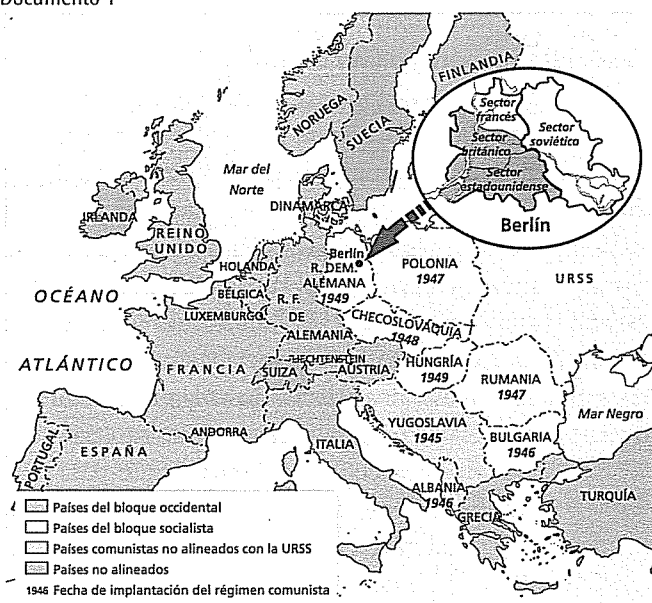 Documento 1
FINLANDIA
NORUEGA
SUECIA
Sector
francés
Sector
soviético
Sector
británico
Sector
estadounidense
Berlín
Mar del
Norte
DINAMARCA
IRLANDA
REINO
UNIDO
HOLANDA
Berlín
R. DEM.
ALEMANA
1949
POLONIA
1947
URSS
OCÉANO
ATLÁNTICO
BÉLGICA
LUXEMBURGO
R. F.
DE
ALEMANIA
CHECOSLOVAQUIA
1948
FRANCIA
LIECHTENSTEIN
SUIZA
AUSTRIA
HUNGRÍA
1949
RUMANIA
1947
Mar Negro
ANDORRA
ITALIA
YUGOSLAVIA
1945
BULGARIA
1946
PORTUGAL
ESPAÑA
ALBANIA
1946
GRECIA
TURQUÍA
Países del bloque occidental
Países del bloque socialista
Países comunistas no alineados con la URSS
Países no alineados
1946 Fecha de implantación del régimen comunista